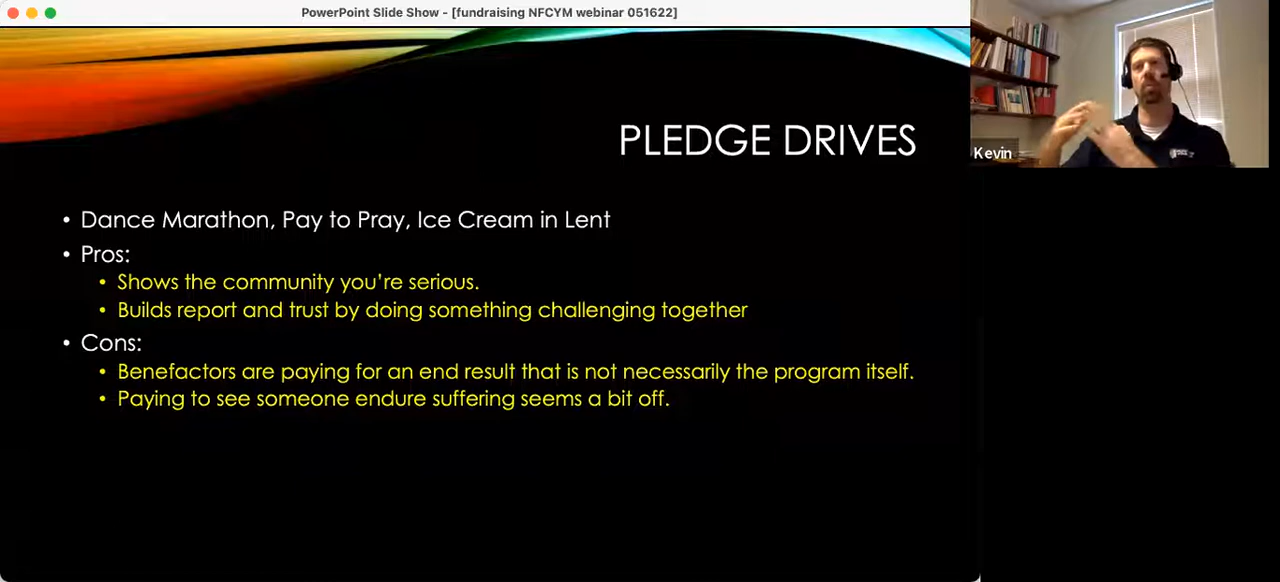 PowerPoint Slide Show - [fundraising NFCYM webinar 051622]
PLEDGE DRIVES
• Dance Marathon, Pay to Pray, Ice Cream in Lent
• Pros:
• Shows the community you're serious.
• Builds report and trust by doing something challenging together
• Cons:
• Benefactors are paying for an end result that is not necessarily the program itself.
• Paying to see someone endure suffering seems a bit off.
Kevin